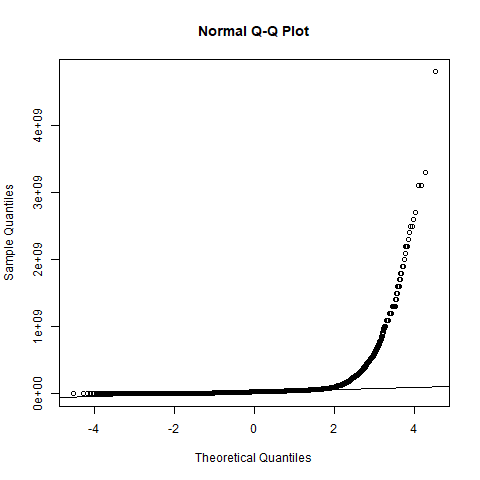 Normal Q-Q Plot
Sample Quantiles
4e+09
3e+09
2e+09
1e+09
0e+00
-4 -2 0 2 4
Theoretical Quantiles